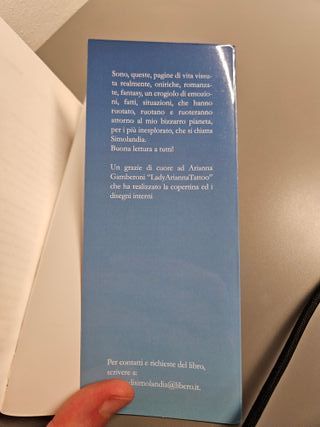 Sono, queste, pagine di vita vissu-
ta realmente, oniriche, romanza-
te, fantasy, un crogiolo di emozio-
ni, fatti, situazioni, che hanno
ruotato, ruotano e ruoteranno
attorno al mio bizzarro pianeta,
per i più inesplorato, che si chiama
Simolandia.
Buona lettura a tutti!
Un grazie di cuore ad Arianna
Gamberoni “LadyAriannaTattoo”
che ha realizzato la copertina ed i
disegni interni
Per contatti e richieste del libro,
scrivere a:
disimolandia@libero.it.